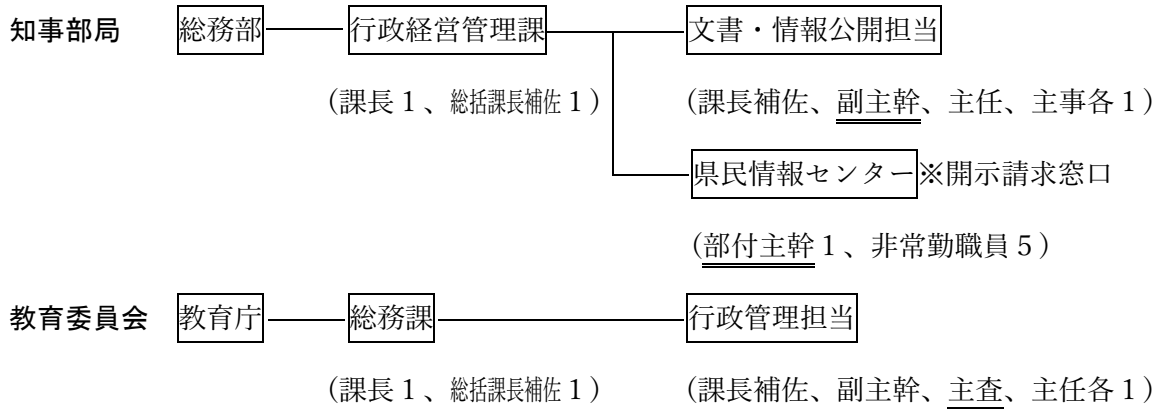 知事部局 総務部 行政経営管理課 文書・情報公開担当
（課長１、総括課長補佐１） （課長補佐、副主幹、主任、主事各１）
県民情報センター※開示請求窓口
（部付主幹１、非常勤職員５）
教育委員会 教育庁 総務課 行政管理担当
（課長１、総括課長補佐１） （課長補佐、副主幹、主査、主任各１）